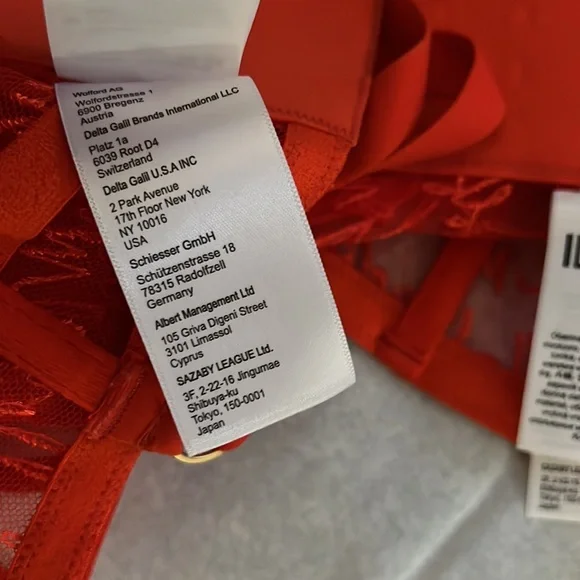 Wolford AG
Wolfordstrasse 1
6900 Bregenz
Austria
Delta Galil Brands International LLC
Platz 1a
6039 Root D4
Switzerland
Delta Galil U.S.A INC
2 Park Avenue
17th Floor New York
NY 10016
USA
Schiesser GmbH
Schützenstrasse 18
78315 Radolfzell
Germany
Albert Management Ltd
105 Griva Digeni Street
3101 Limassol
Cyprus
SAZABY LEAGUE Ltd.
3F, 2-22-16 Jingumae
Shibuya-ku
Tokyo, 150-0001
Japan